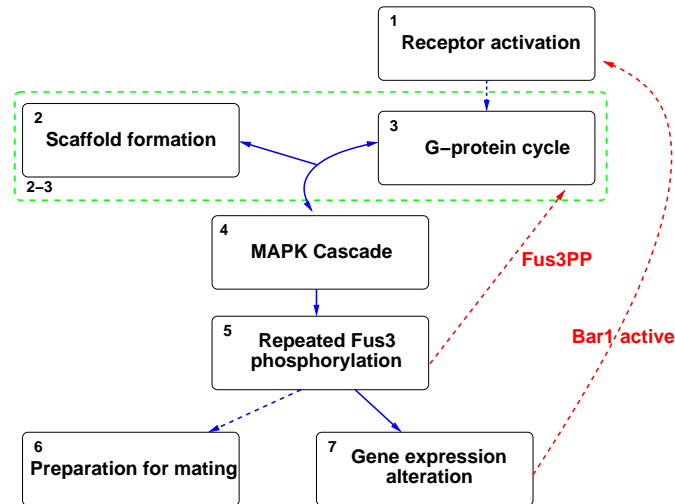 1
Receptor activation
2
Scaffold formation
3
G–protein cycle
2–3
4
MAPK Cascade
Fus3PP
5
Repeated Fus3
phosphorylation
Bar1 active
6
Preparation for mating
7
Gene expression
alteration